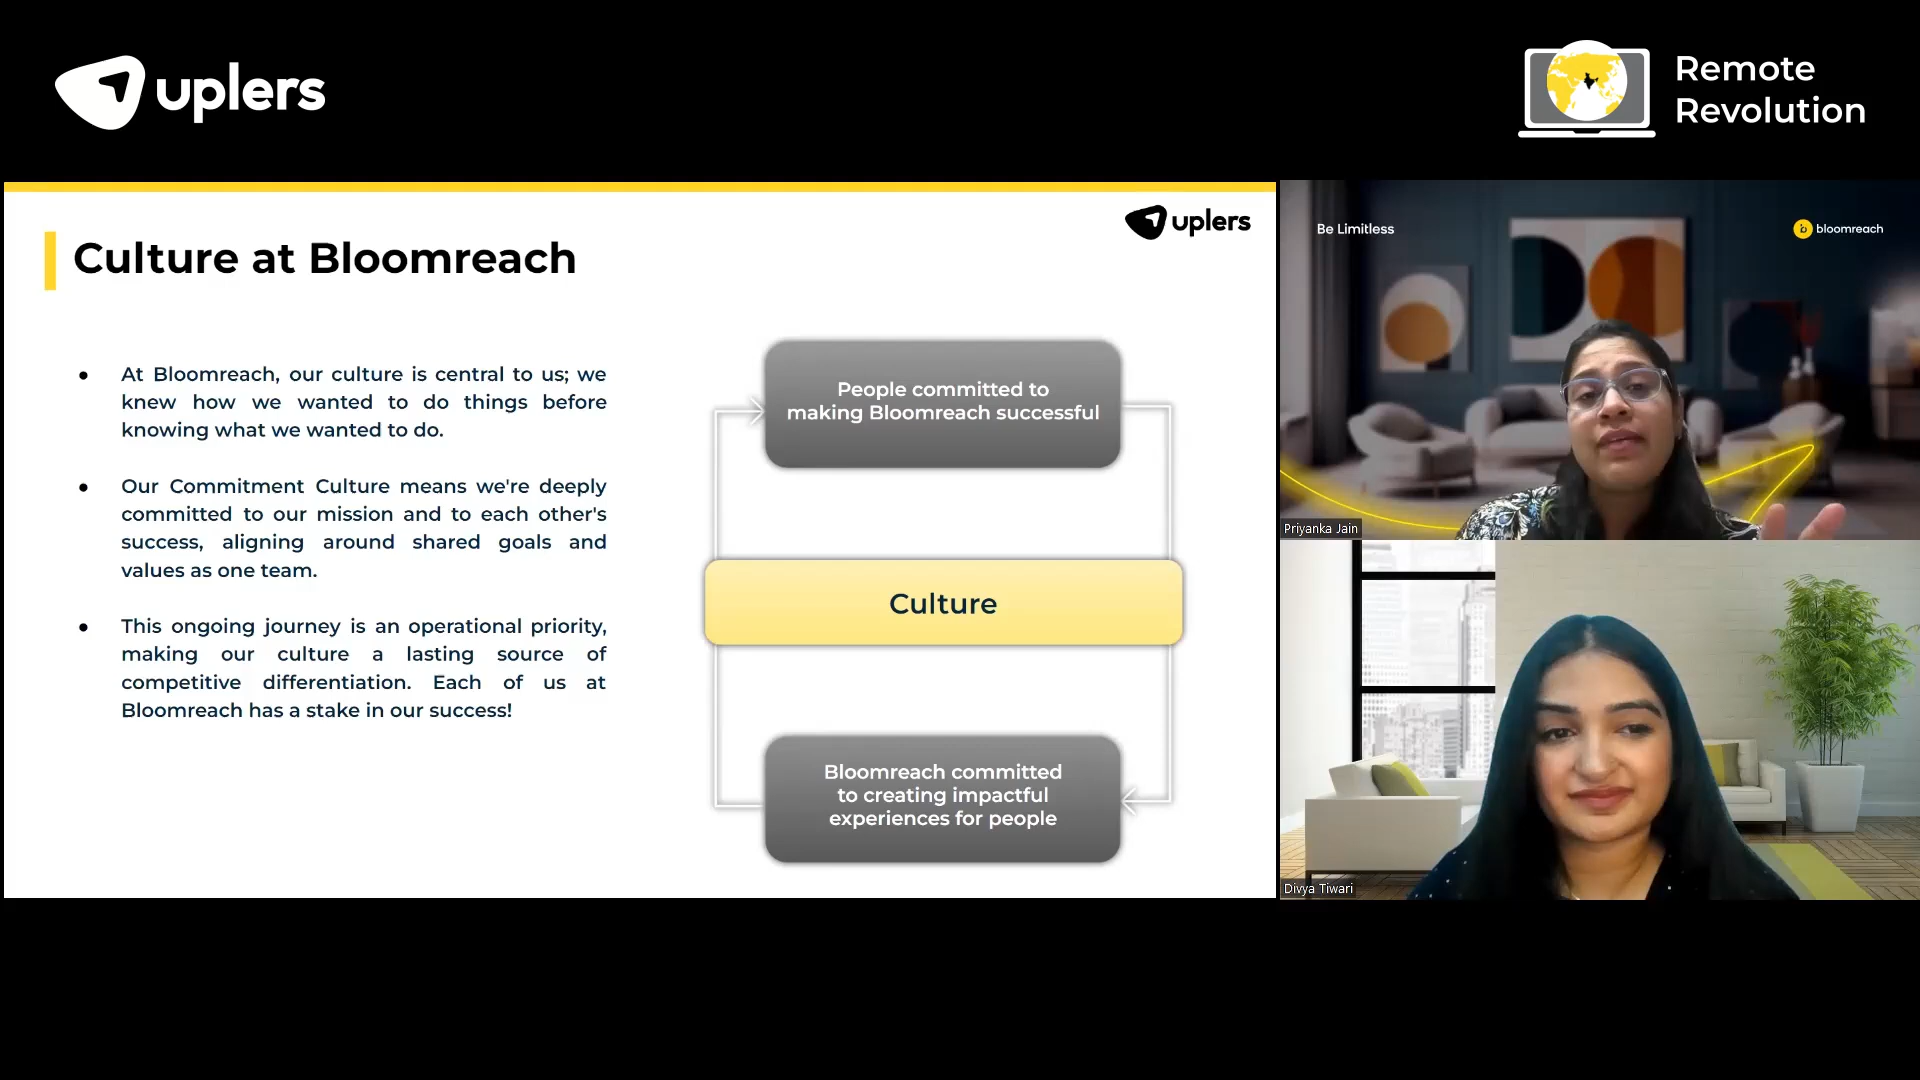 uplers
Remote
Revolution
uplers
Culture at Bloomreach
● At Bloomreach, our culture is central to us; we
knew how we wanted to do things before
knowing what we wanted to do.
● Our Commitment Culture means we're deeply
committed to our mission and to each other's
success, aligning around shared goals and
values as one team.
● This ongoing journey is an operational priority,
making our culture a lasting source of
competitive differentiation. Each of us at
Bloomreach has a stake in our success!
People committed to
making Bloomreach successful
Culture
Bloomreach committed
to creating impactful
experiences for people
Be Limitless
b bloomreach
Priyanka Jain
Divya Tiwari